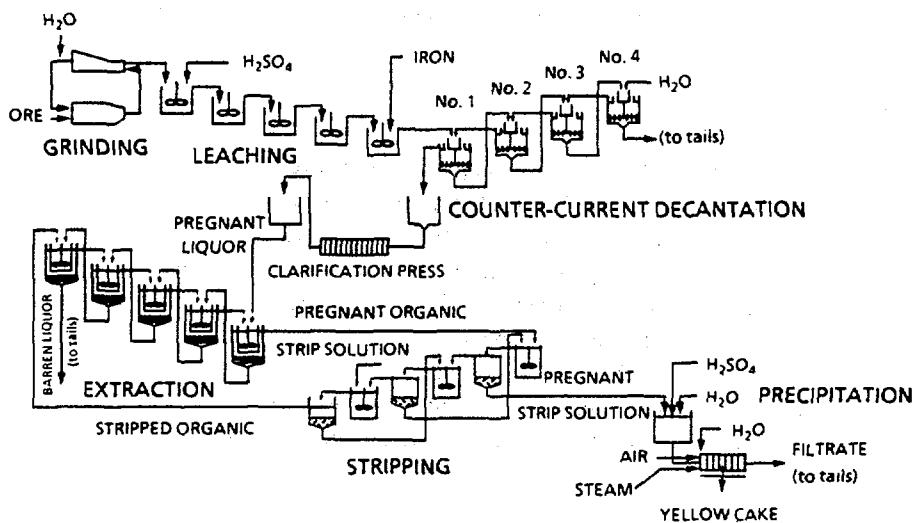 H₂O
ORE
GRINDING
H₂SO₄
LEACHING
IRON
No. 1
No. 2
No. 3
No. 4
H₂O
(to tails)
COUNTER-CURRENT DECANTATION
PREGNANT
LIQUOR
CLARIFICATION PRESS
BARREN LIQUOR
(to tails)
EXTRACTION
PREGNANT ORGANIC
STRIP SOLUTION
STRIPPED ORGANIC
STRIPPING
PREGNANT
STRIP SOLUTION
H₂SO₄
H₂O
PRECIPITATION
H₂O
AIR
STEAM
FILTRATE
(to tails)
YELLOW CAKE